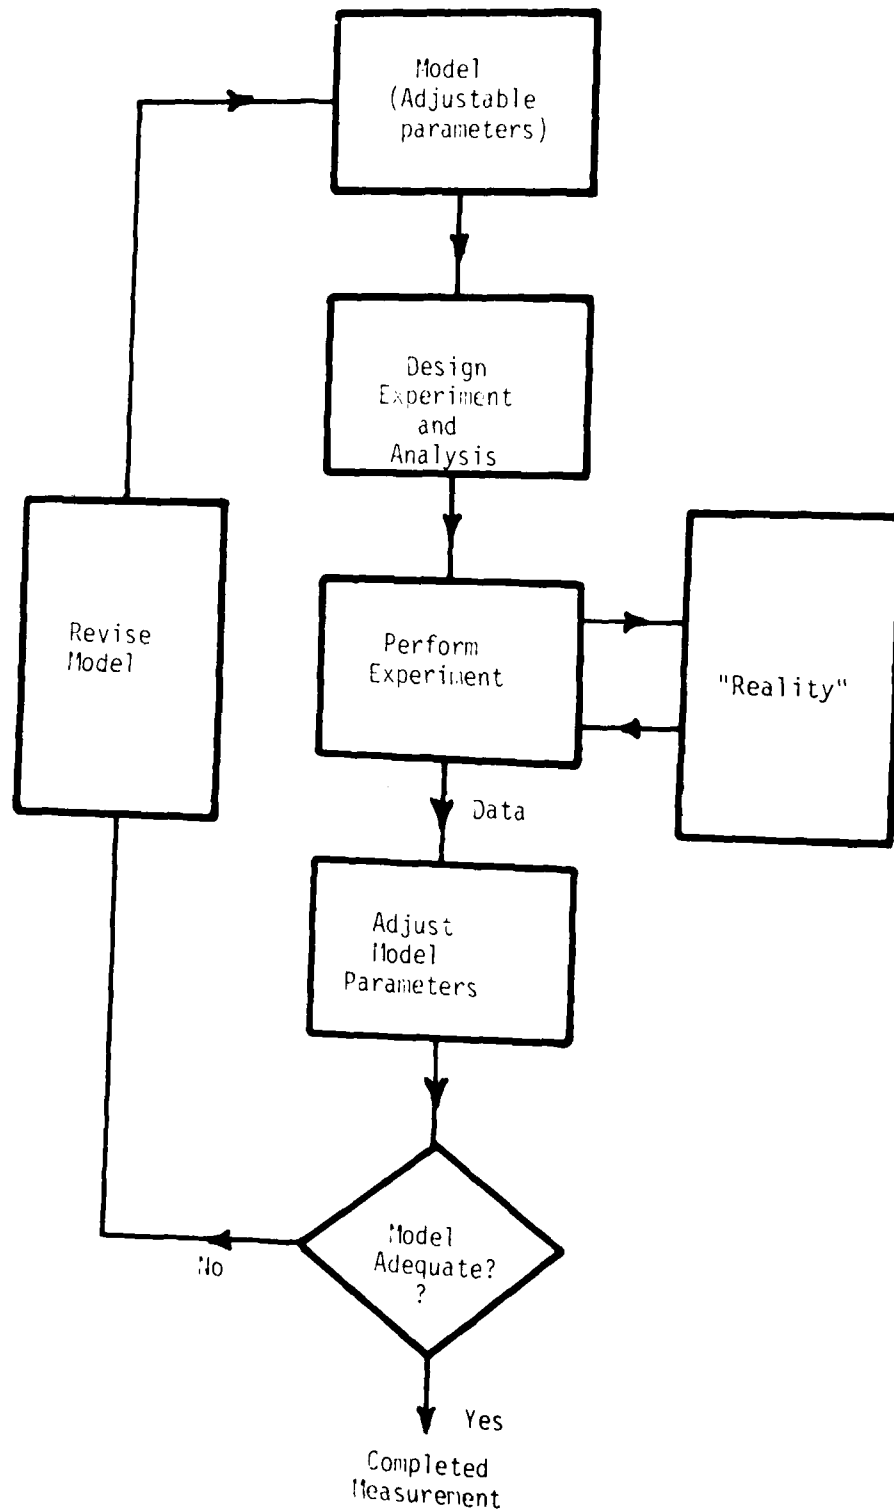 Model
(Adjustable
parameters)
Design
Experiment
and
Analysis
Revise
Model
Perform
Experiment
"Reality"
Data
Adjust
Model
Parameters
Model
Adequate?
?
No
Yes
Completed
Measurement